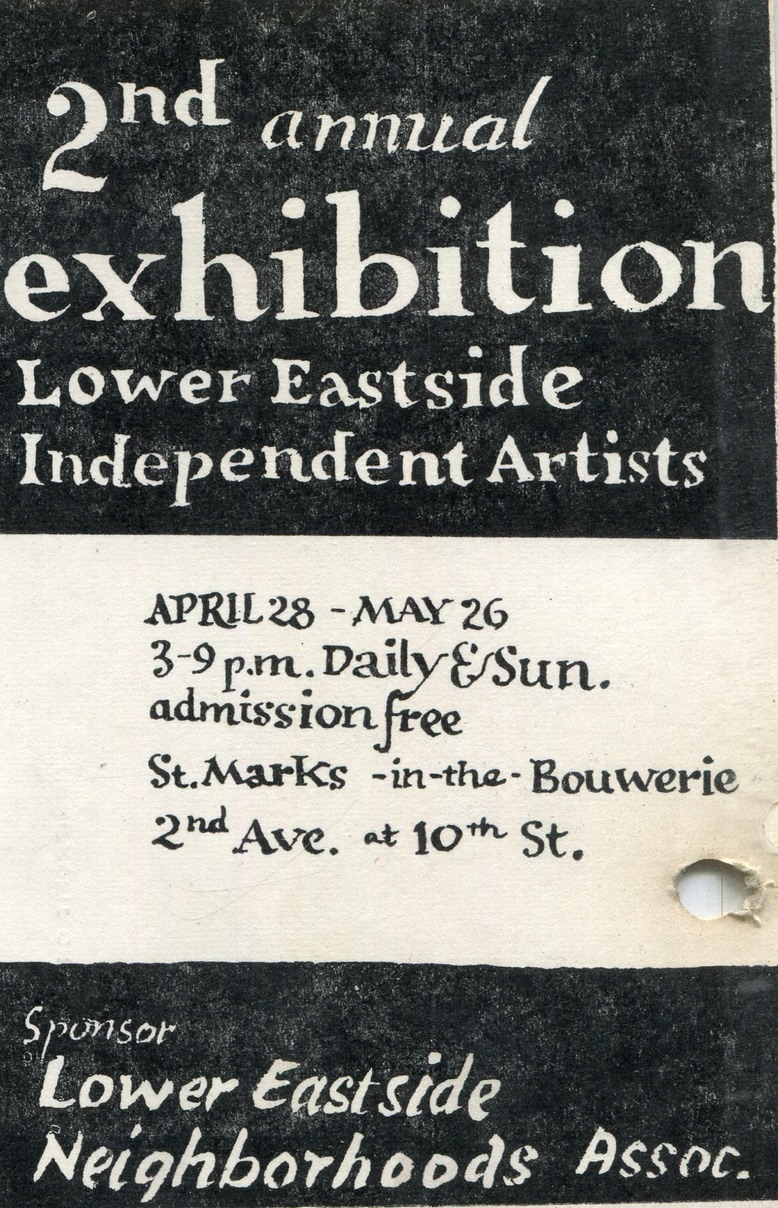 2nd annual
exhibition
Lower Eastside
Independent Artists
APRIL 28 - MAY 26
3-9 p.m. Daily & Sun.
admission free
St. Marks -in-the- Bouwerie
2nd Ave. at 10th St.
Sponsor
Lower Eastside
Neighborhoods Assoc.